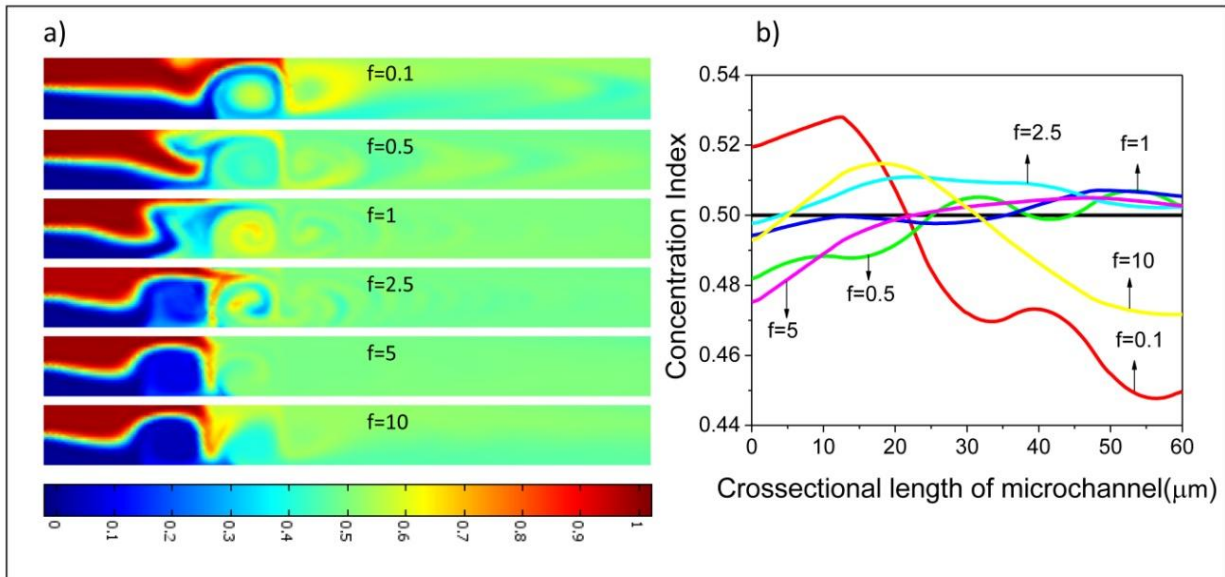 a)
f=0.1
f=0.5
f=1
f=2.5
f=5
f=10
0 0.1 0.2 0.3 0.4 0.5 0.6 0.7 0.8 0.9 1
b)
0.54
0.52
0.50
0.48
0.46
0.44
Concentration Index
f=2.5
f=1
f=0.5
f=10
f=5
f=0.1
0 10 20 30 40 50 60
Crossectional length of microchannel(μm)